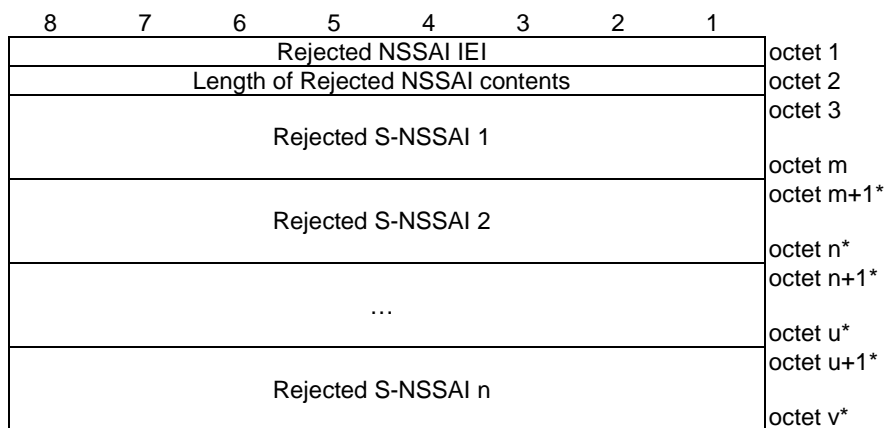 8 7 6 5 4 3 2 1
Rejected NSSAI IEI octet 1
Length of Rejected NSSAI contents octet 2
octet 3
Rejected S-NSSAI 1
octet m
octet m+1*
Rejected S-NSSAI 2
octet n*
octet n+1*
…
octet u*
octet u+1*
Rejected S-NSSAI n
octet v*